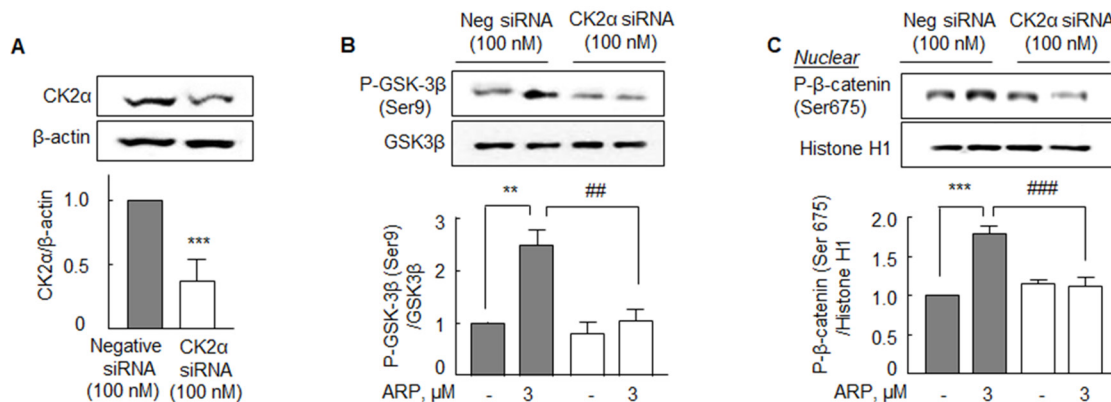 A
CK2α
β-actin
***
1.0
0.5
0
CK2α/β-actin
Negative
siRNA
(100 nM)
CK2α
siRNA
(100 nM)
B
Neg siRNA
(100 nM)
CK2α siRNA
(100 nM)
P-GSK-3β
(Ser9)
GSK3β
**
##
3
2
1
0
P-GSK-3β (Ser9)
/GSK3β
ARP, μM
-
3
-
3
C
Neg siRNA
(100 nM)
CK2α siRNA
(100 nM)
Nuclear
P-β-catenin
(Ser675)
Histone H1
***
###
2.0
1.5
1.0
0.5
0
P-β-catenin (Ser 675)
/Histone H1
ARP, μM
-
3
-
3